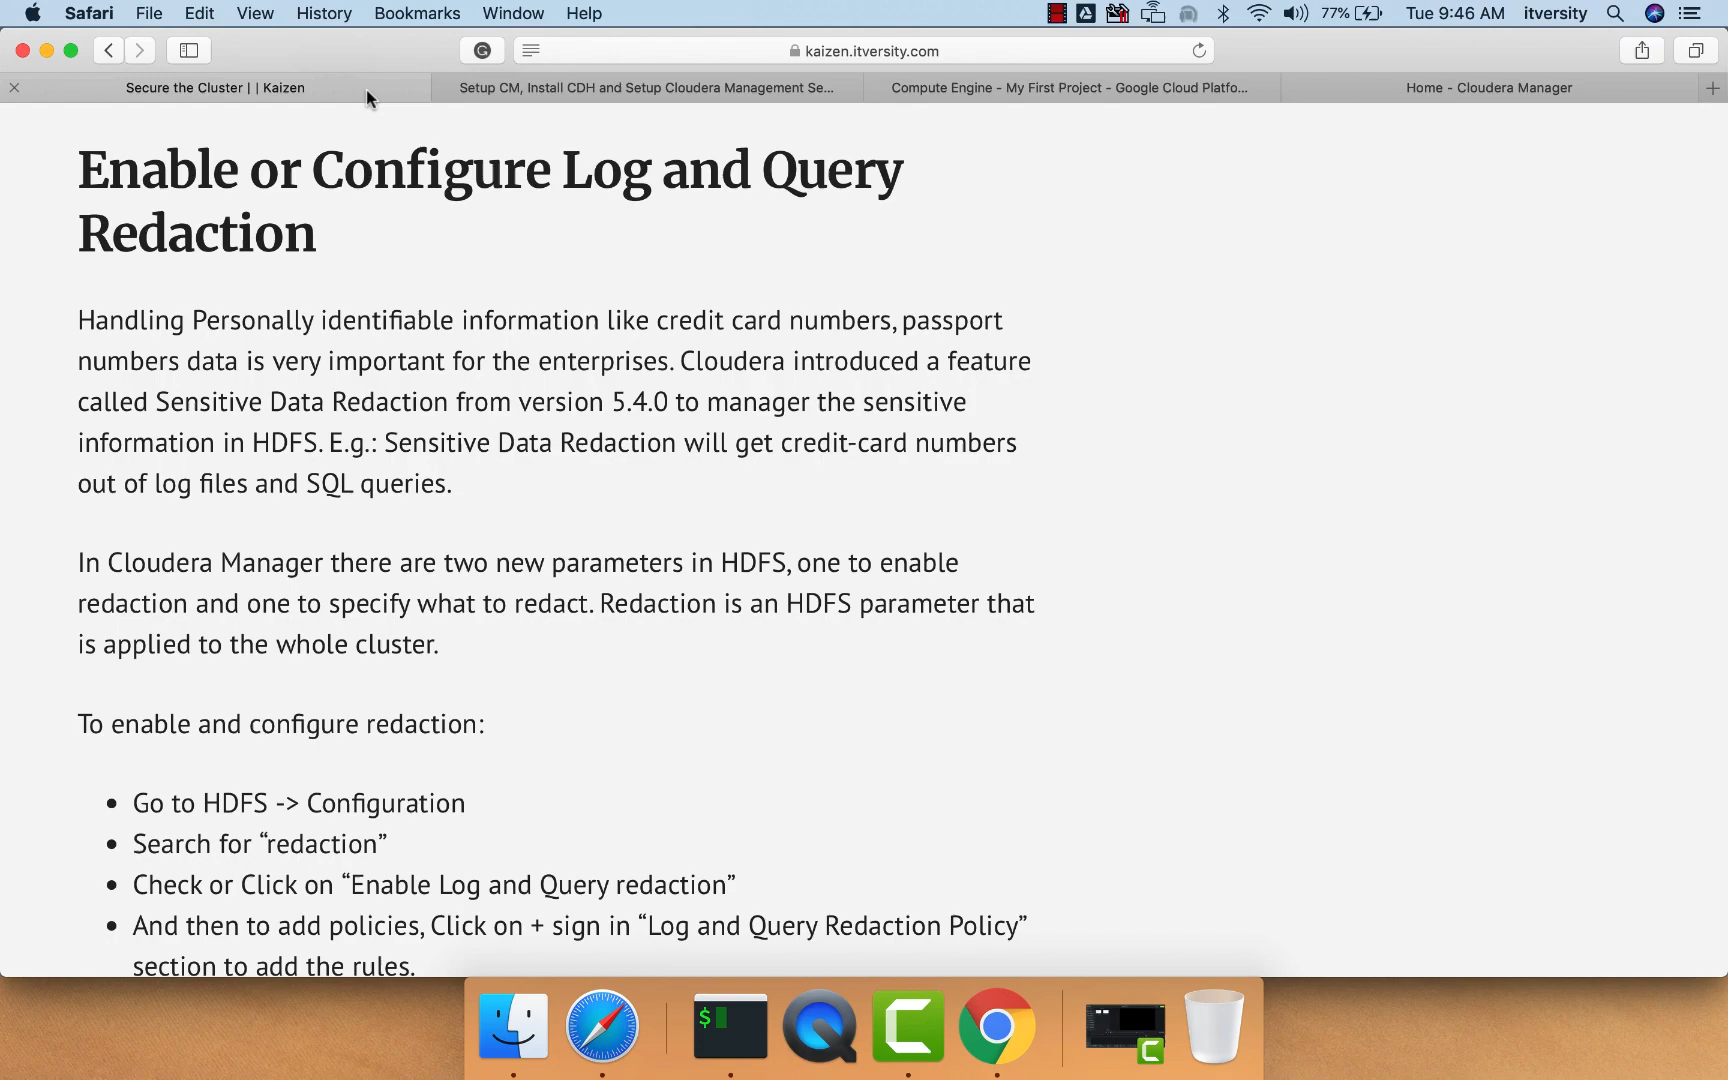 Safari File Edit View History Bookmarks Window Help 77% Tue 9:46 AM itversity
kaizen.itversity.com
Secure the Cluster | | Kaizen
Setup CM, Install CDH and Setup Cloudera Management Se...
Compute Engine - My First Project - Google Cloud Platfo...
Home - Cloudera Manager
Enable or Configure Log and Query
Redaction
Handling Personally identifiable information like credit card numbers, passport
numbers data is very important for the enterprises. Cloudera introduced a feature
called Sensitive Data Redaction from version 5.4.0 to manager the sensitive
information in HDFS. E.g.: Sensitive Data Redaction will get credit-card numbers
out of log files and SQL queries.
In Cloudera Manager there are two new parameters in HDFS, one to enable
redaction and one to specify what to redact. Redaction is an HDFS parameter that
is applied to the whole cluster.
To enable and configure redaction:
• Go to HDFS -> Configuration
• Search for “redaction”
• Check or Click on “Enable Log and Query redaction”
• And then to add policies, Click on + sign in “Log and Query Redaction Policy”
section to add the rules.